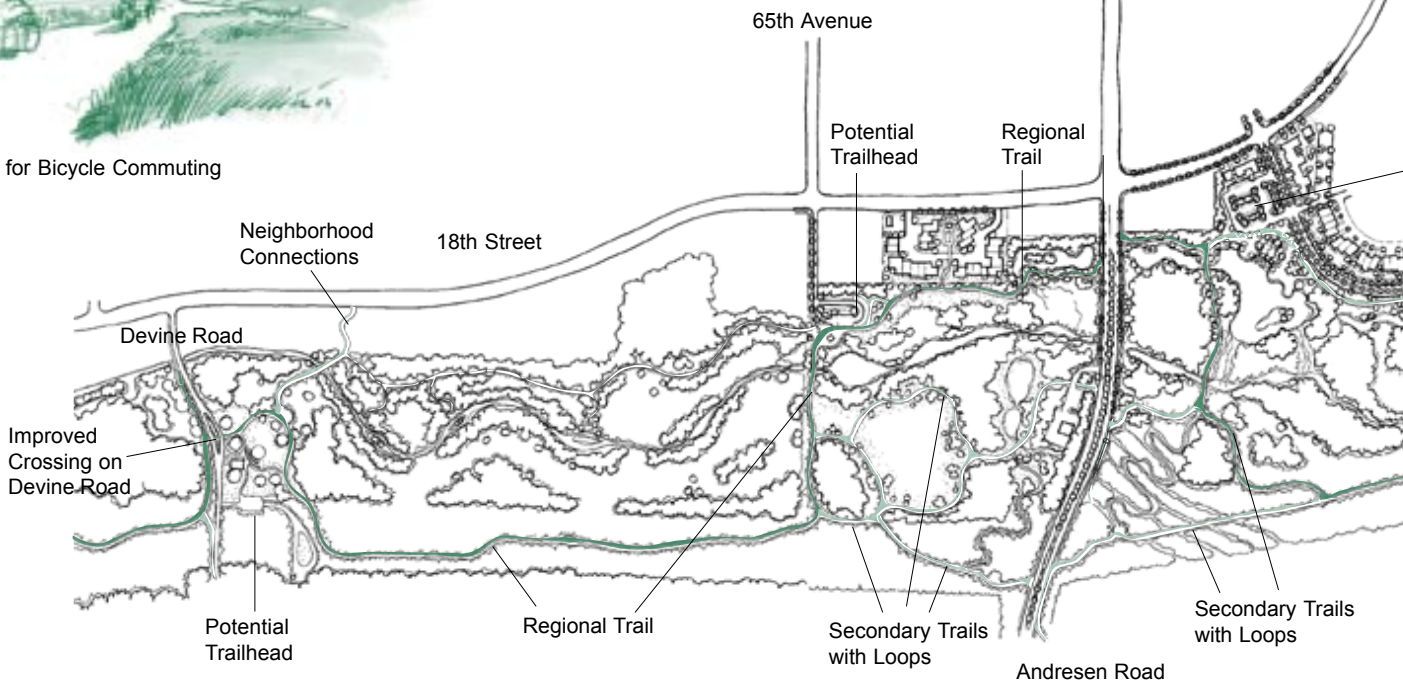 65th Avenue
for Bicycle Commuting
Potential
Trailhead
Regional
Trail
Neighborhood
Connections
18th Street
Devine Road
Improved
Crossing on
Devine Road
Potential
Trailhead
Regional Trail
Secondary Trails
with Loops
Secondary Trails
with Loops
Andresen Road